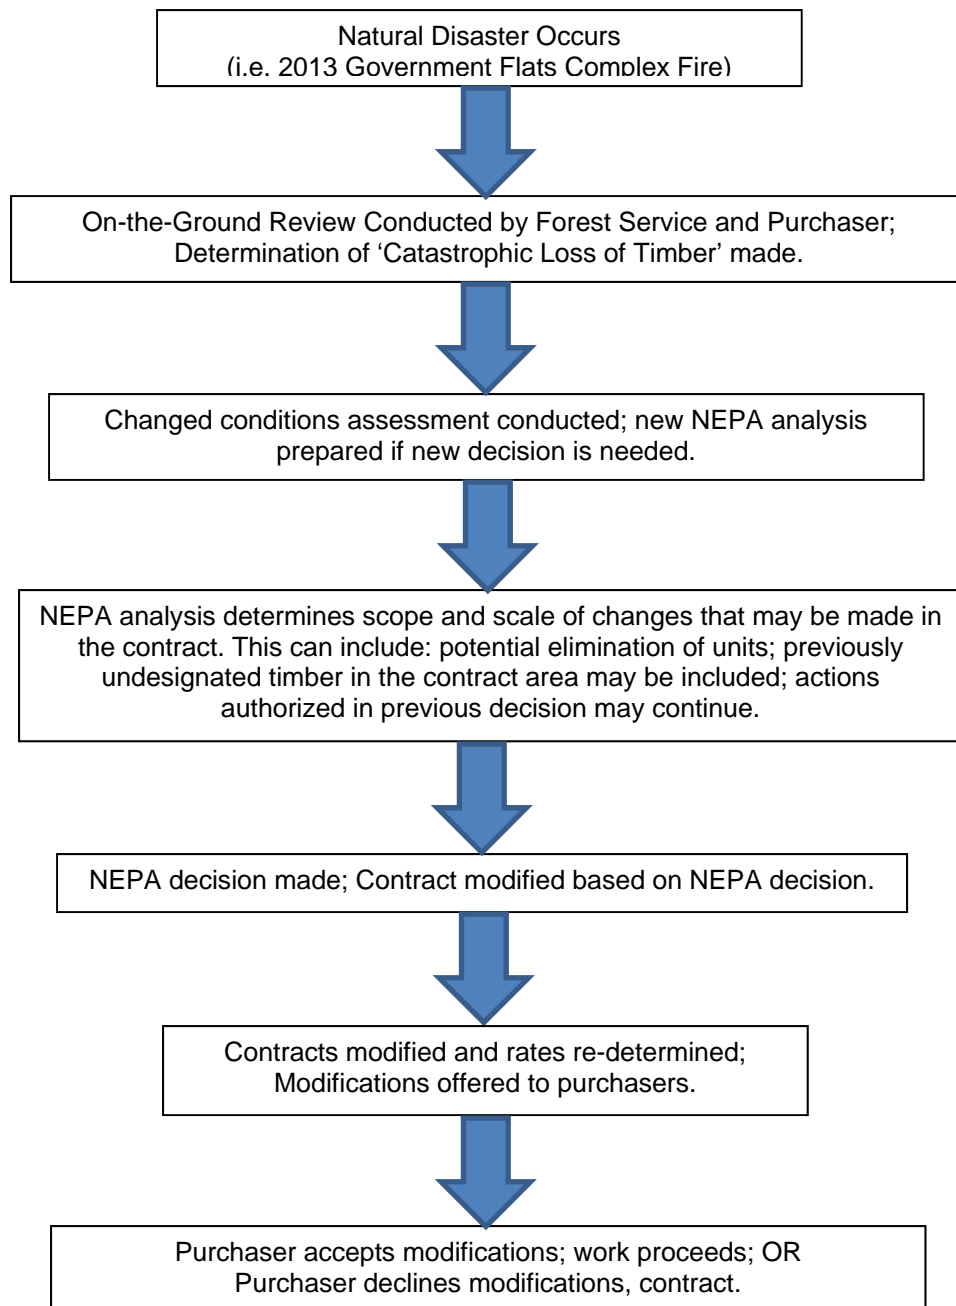 Natural Disaster Occurs
(i.e. 2013 Government Flats Complex Fire)
On-the-Ground Review Conducted by Forest Service and Purchaser;
Determination of ‘Catastrophic Loss of Timber’ made.
Changed conditions assessment conducted; new NEPA analysis
prepared if new decision is needed.
NEPA analysis determines scope and scale of changes that may be made in
the contract. This can include: potential elimination of units; previously
undesignated timber in the contract area may be included; actions
authorized in previous decision may continue.
NEPA decision made; Contract modified based on NEPA decision.
Contracts modified and rates re-determined;
Modifications offered to purchasers.
Purchaser accepts modifications; work proceeds; OR
Purchaser declines modifications, contract.